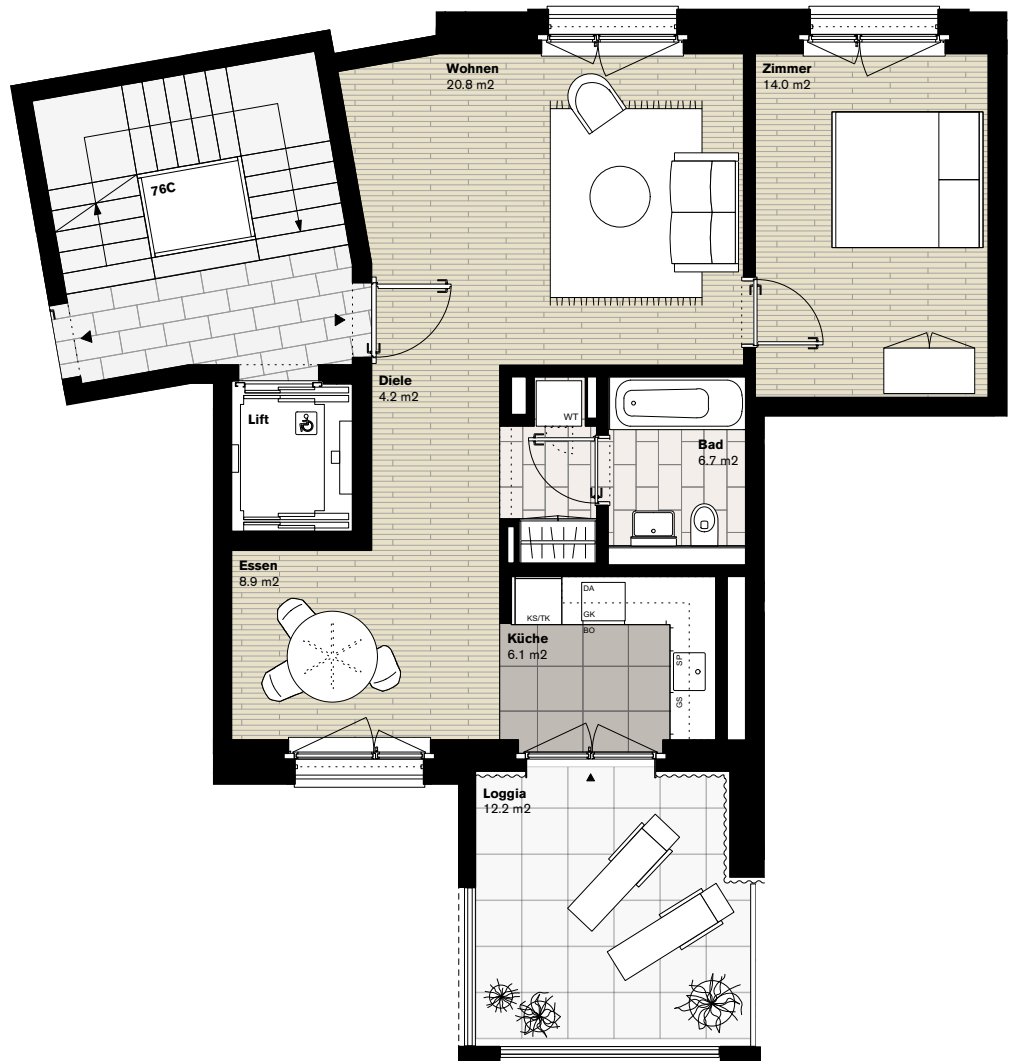 Wohnen
20.8 m2
Zimmer
14.0 m2
76C
Diele
4.2 m2
Lift
WT
Bad
6.7 m2
Essen
8.9 m2
DA
KS/TK
GK
BO
Küche
6.1 m2
SP
GS
Loggia
12.2 m2